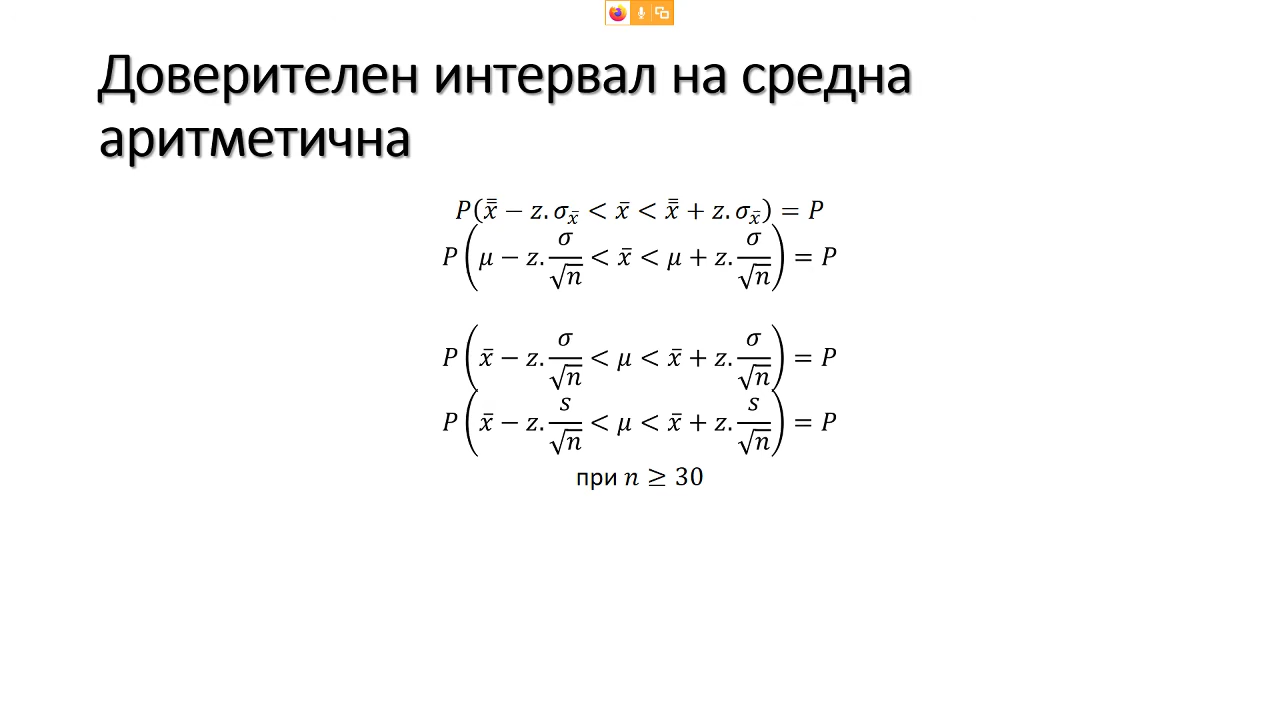 Доверителен интервал на средна
аритметична
P(x̿ − z.σ_x̄ < x̄ < x̿ + z.σ_x̄) = P
P(μ − z.σ/√n < x̄ < μ + z.σ/√n) = P
P(x̄ − z.σ/√n < μ < x̄ + z.σ/√n) = P
P(x̄ − z.s/√n < μ < x̄ + z.s/√n) = P
при n ≥ 30